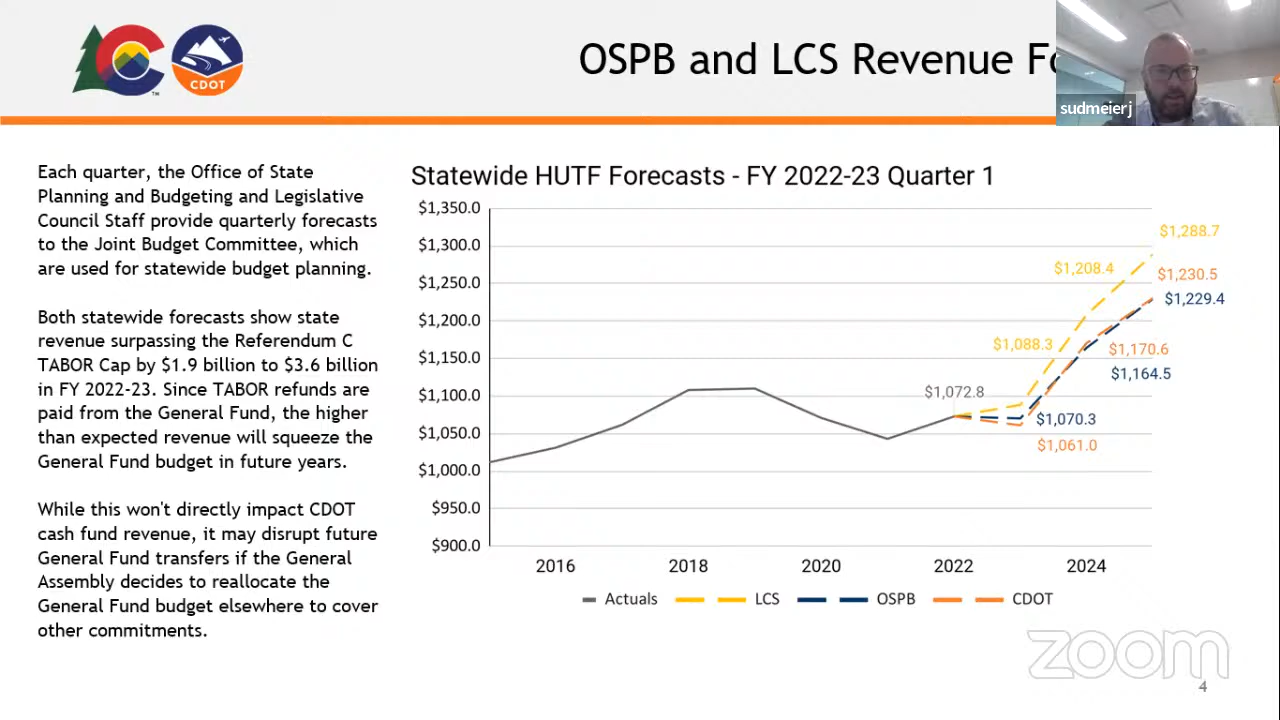 CDOT
TM
OSPB and LCS Revenue
sudmeierj
Each quarter, the Office of State
Planning and Budgeting and Legislative
Council Staff provide quarterly forecasts
to the Joint Budget Committee, which
are used for statewide budget planning.
Both statewide forecasts show state
revenue surpassing the Referendum C
TABOR Cap by $1.9 billion to $3.6 billion
in FY 2022-23. Since TABOR refunds are
paid from the General Fund, the higher
than expected revenue will squeeze the
General Fund budget in future years.
While this won't directly impact CDOT
cash fund revenue, it may disrupt future
General Fund transfers if the General
Assembly decides to reallocate the
General Fund budget elsewhere to cover
other commitments.
Statewide HUTF Forecasts - FY 2022-23 Quarter 1
$1,350.0
$1,300.0
$1,250.0
$1,200.0
$1,150.0
$1,100.0
$1,050.0
$1,000.0
$950.0
$900.0
$1,288.7
$1,208.4
$1,230.5
$1,229.4
$1,088.3
$1,170.6
$1,164.5
$1,072.8
$1,070.3
$1,061.0
2016 2018 2020 2022 2024
Actuals LCS OSPB CDOT
zoom
4